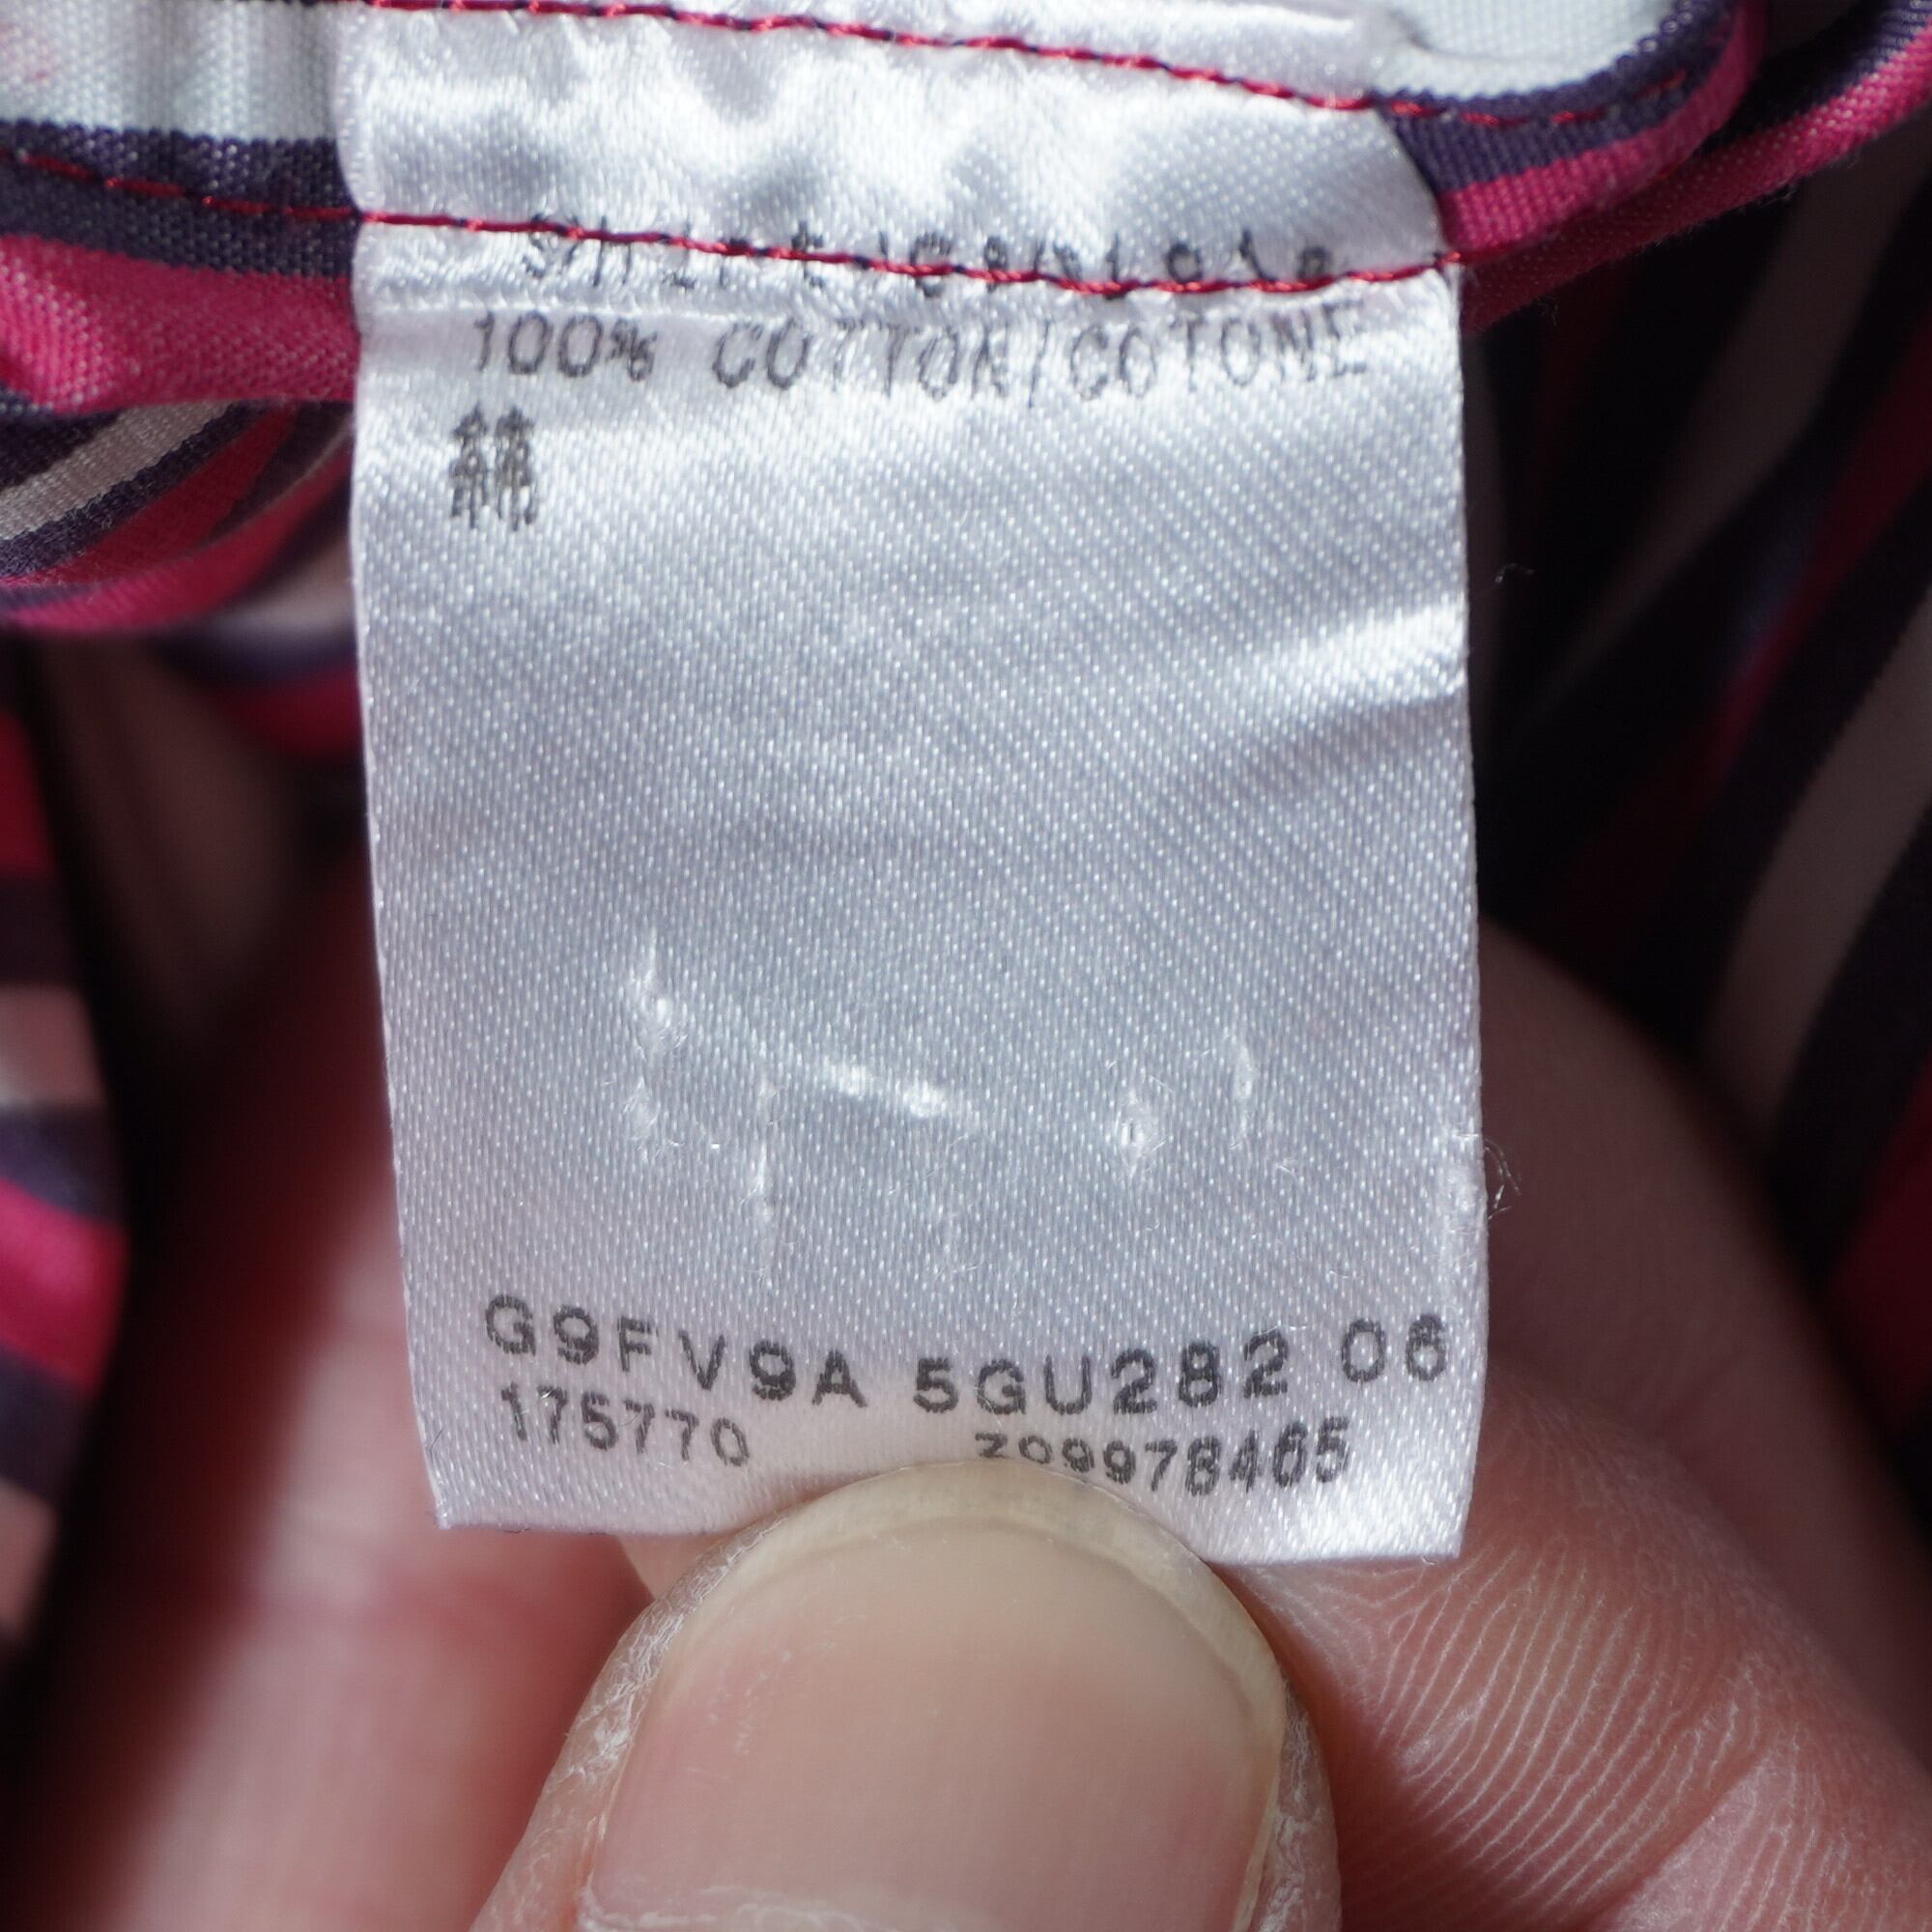 100% COTTON/COTONE
綿
G9FV9A 5GU282 06
175770 Z09978465